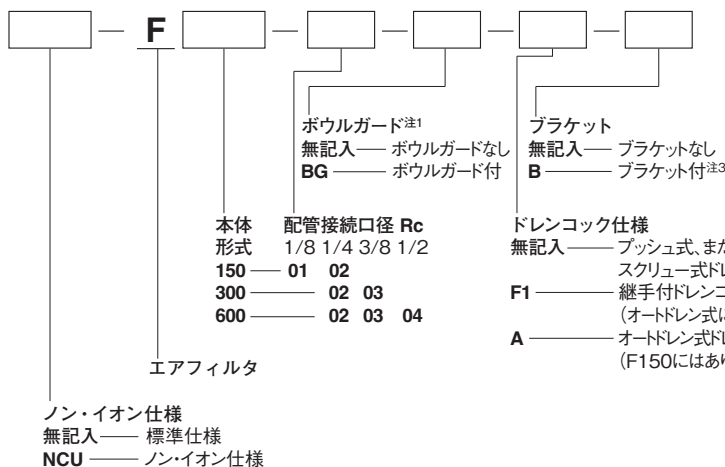 — F — — — —
ボウルガード注1
無記入 — ボウルガードなし
BG — ボウルガード付
ブラケット
無記入 — ブラケットなし
B — ブラケット付注3
本体
形式
配管接続口径 Rc
1/8 1/4 3/8 1/2
150 — 01 02
300 — 02 03
600 — 02 03 04
ドレンコック仕様
無記入 — プッシュ式、また
スクリュー式ドレ
F1 — 継手付ドレンコ
（オートドレン式に
A — オートドレン式ドレ
（F150にはあり
エアフィルタ
ノン・イオン仕様
無記入 — 標準仕様
NCU — ノン・イオン仕様